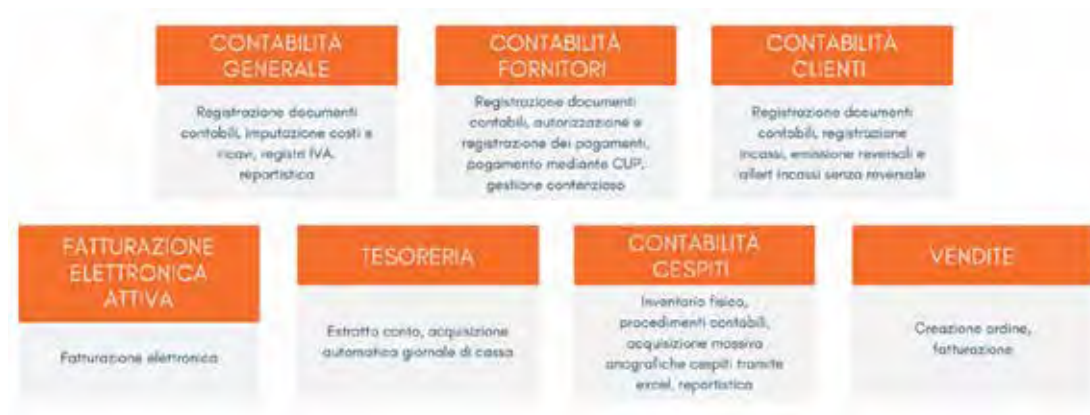 CONTABILITÀ
GENERALE
Registrazione documenti
contabili, imputazione costi e
ricavi, registri IVA,
reportistica
CONTABILITÀ
FORNITORI
Registrazione documenti
contabili, autorizzazione e
registrazione dei pagamenti,
pagamento mediante CUP,
gestione contenzioso
CONTABILITÀ
CLIENTI
Registrazione documenti
contabili, registrazione
incassi, emissione reversali e
allert incassi senza reversale
FATTURAZIONE
ELETTRONICA
ATTIVA
Fatturazione elettronica
TESORERIA
Estratto conto, acquisizione
automatica giornale di cassa
CONTABILITÀ
CESPITI
Inventario fisico,
procedimenti contabili,
acquisizione massiva
anagrafiche cespiti tramite
excel, reportistica
VENDITE
Creazione ordine,
fatturazione